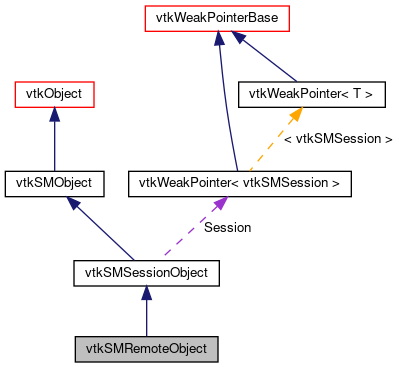 vtkWeakPointerBase
vtkObject
vtkWeakPointer< T >
< vtkSMSession >
vtkSMObject
vtkWeakPointer< vtkSMSession >
Session
vtkSMSessionObject
vtkSMRemoteObject